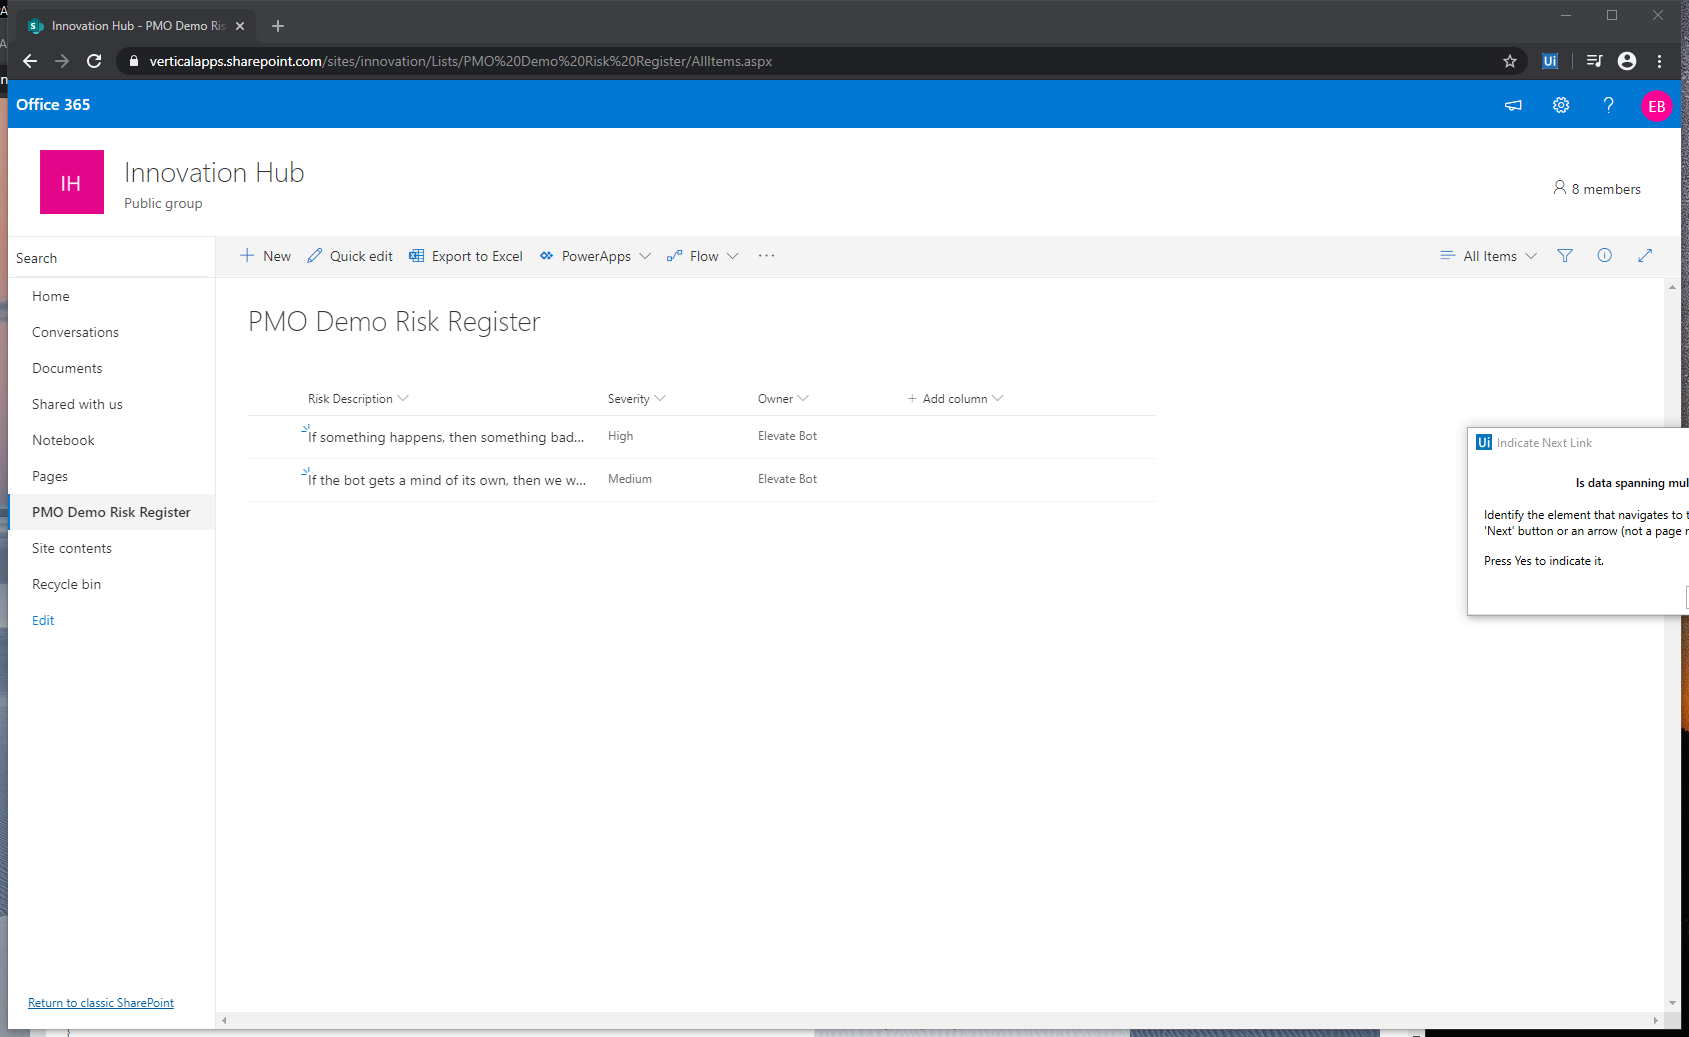 Innovation Hub - PMO Demo Ris
verticalapps.sharepoint.com/sites/innovation/Lists/PMO%20Demo%20Risk%20Register/AllItems.aspx
Ui
Office 365
?
EB
IH
Innovation Hub
Public group
8 members
Search
New
Quick edit
Export to Excel
PowerApps
Flow
...
All Items
Home
Conversations
Documents
Shared with us
Notebook
Pages
PMO Demo Risk Register
Site contents
Recycle bin
Edit
Return to classic SharePoint
PMO Demo Risk Register
Risk Description
Severity
Owner
+ Add column
If something happens, then something bad...
High
Elevate Bot
If the bot gets a mind of its own, then we w...
Medium
Elevate Bot
Ui Indicate Next Link
Is data spanning mul
Identify the element that navigates to t
'Next' button or an arrow (not a page
Press Yes to indicate it.